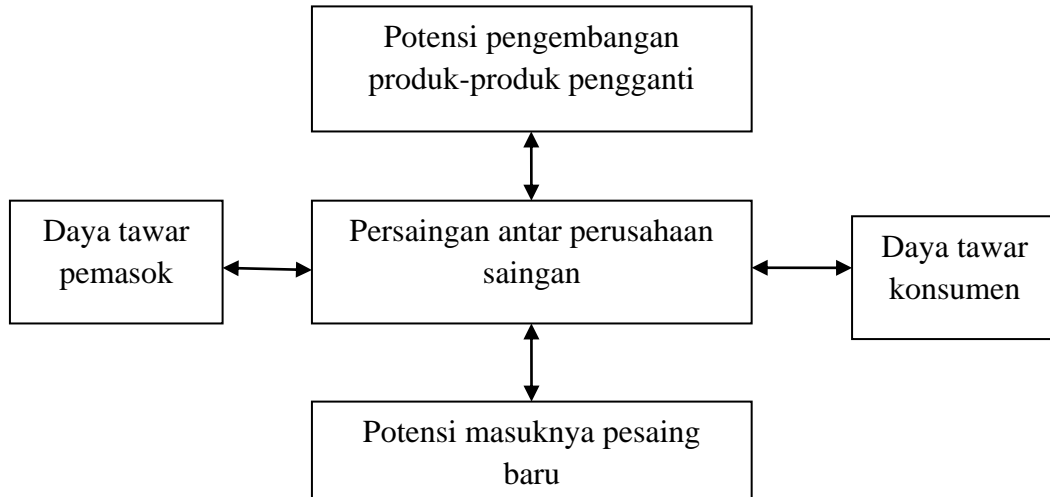 Potensi pengembangan
produk-produk pengganti
Daya tawar
pemasok
Persaingan antar perusahaan
saingan
Daya tawar
konsumen
Potensi masuknya pesaing
baru